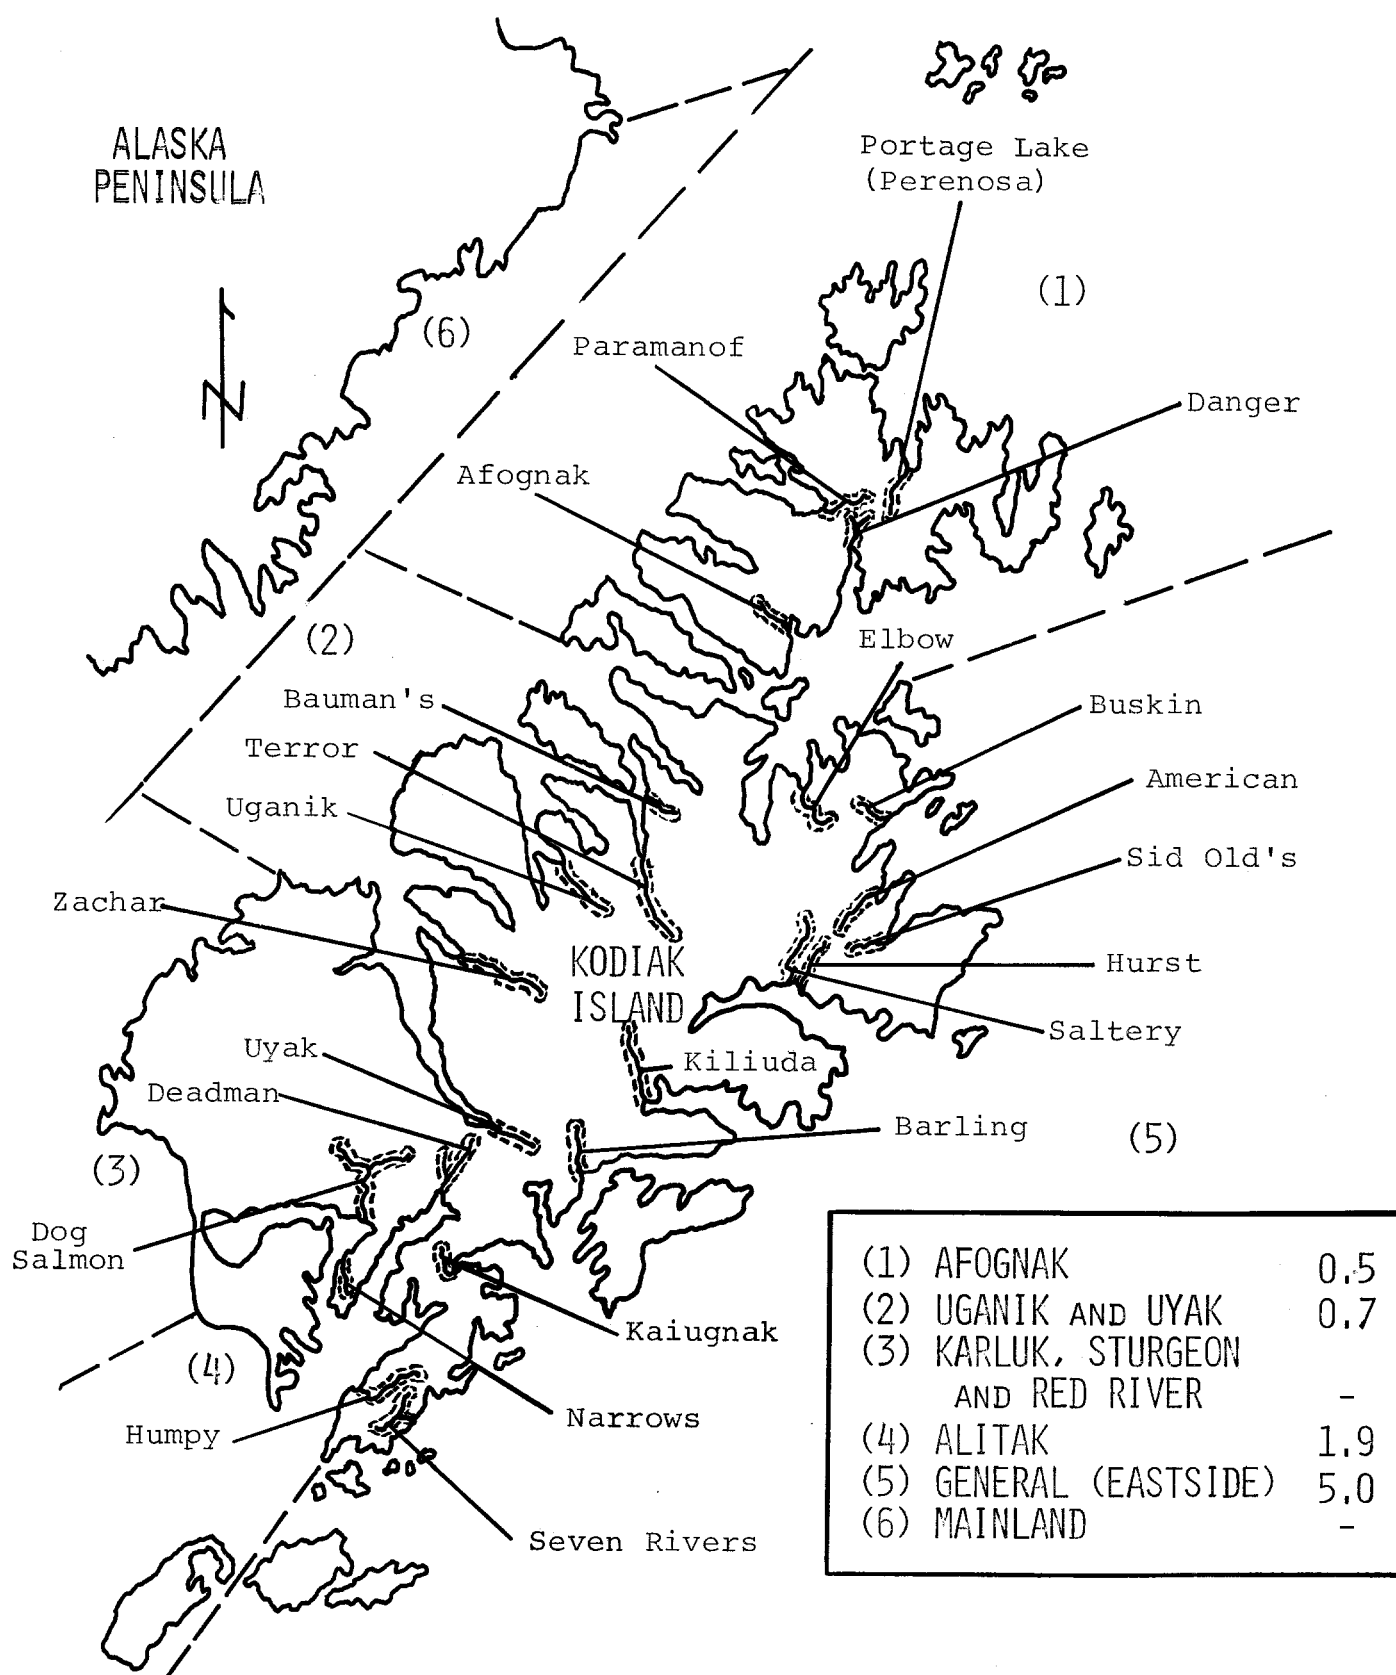 ALASKA
PENINSULA
Portage Lake
(Perenosa)
(1)
(6)
Paramanof
Danger
Afognak
(2)
Elbow
Bauman's
Buskin
Terror
American
Uganik
Sid Old's
Zachar
KODIAK
ISLAND
Hurst
Saltery
Uyak
Kiliuda
Deadman
Barling
(5)
(3)
Dog
Salmon
Kaiugnak
(4)
Narrows
Humpy
Seven Rivers
N
(1) AFOGNAK 0.5
(2) UGANIK AND UYAK 0.7
(3) KARLUK, STURGEON
AND RED RIVER -
(4) ALITAK 1.9
(5) GENERAL (EASTSIDE) 5.0
(6) MAINLAND -